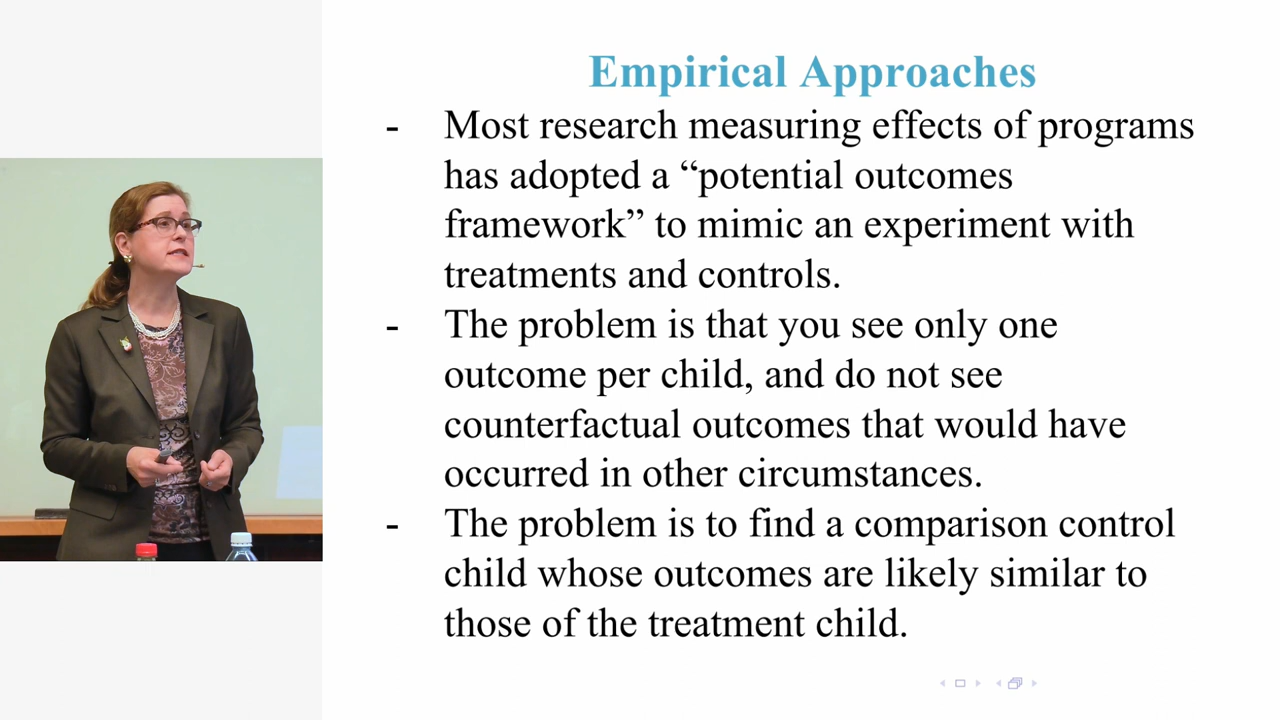 Empirical Approaches
- Most research measuring effects of programs
has adopted a “potential outcomes
framework” to mimic an experiment with
treatments and controls.
- The problem is that you see only one
outcome per child, and do not see
counterfactual outcomes that would have
occurred in other circumstances.
- The problem is to find a comparison control
child whose outcomes are likely similar to
those of the treatment child.